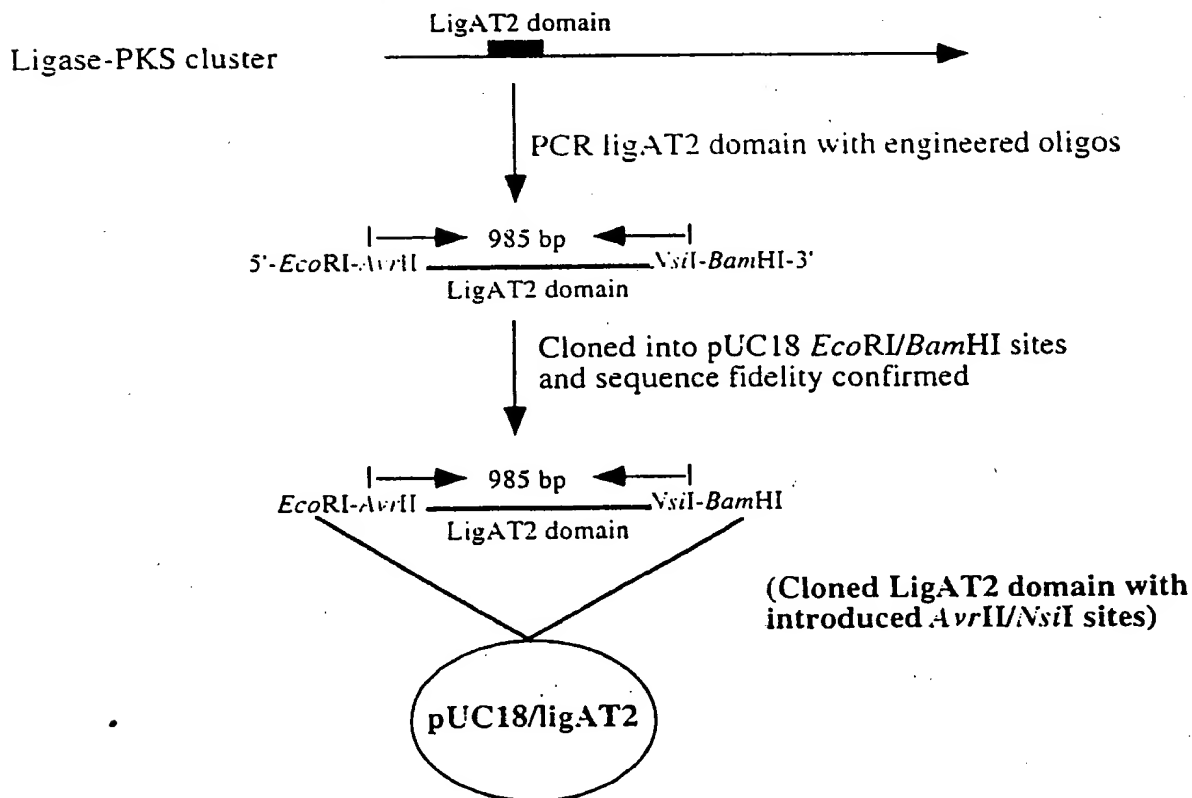 LigAT2 domain
Ligase-PKS cluster
PCR ligAT2 domain with engineered oligos
985 bp
5'-EcoRI-AvrII
NsiI-BamHI-3'
LigAT2 domain
Cloned into pUC18 EcoRI/BamHI sites
and sequence fidelity confirmed
985 bp
EcoRI-AvrII
NsiI-BamHI
LigAT2 domain
(Cloned LigAT2 domain with
introduced AvrII/NsiI sites)
pUC18/ligAT2